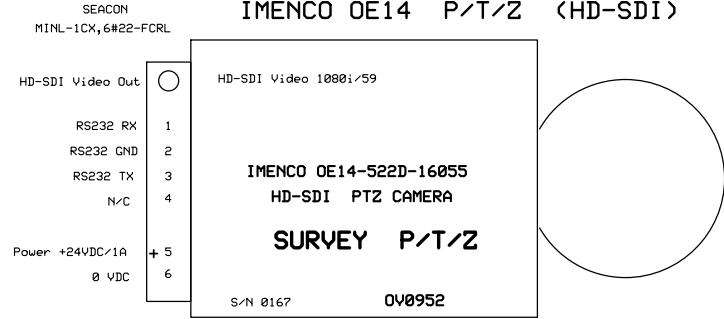 SEACON
MINL-1CX,6#22-FCRL
IMENCO OE14 P/T/Z (HD-SDI)
HD-SDI Video Out
HD-SDI Video 1080i/59
RS232 RX 1
RS232 GND 2
RS232 TX 3
N/C 4
IMENCO OE14-522D-16055
HD-SDI PTZ CAMERA
SURVEY P/T/Z
Power +24VDC/1A + 5
0 VDC 6
S/N 0167
OV0952